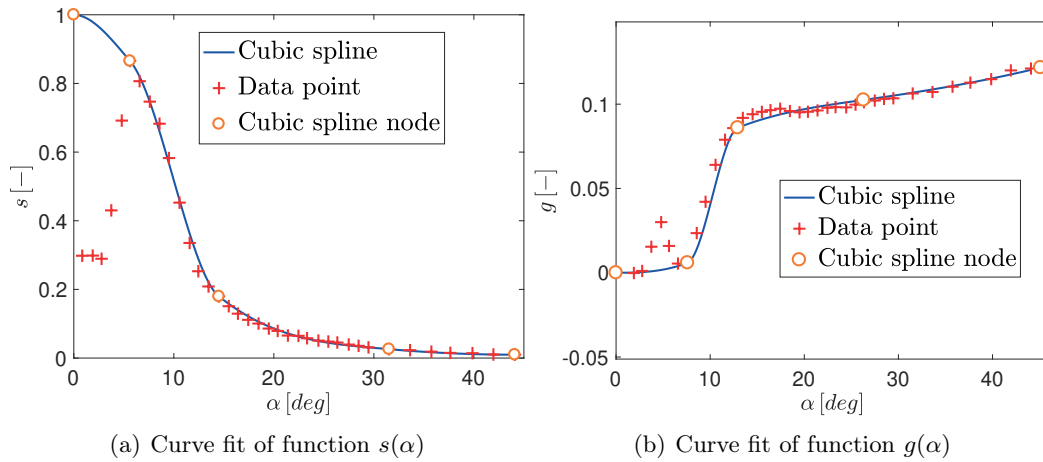 1
0.8
0.6
0.4
0.2
0
0 10 20 30 40
s [−]
α [deg]
Cubic spline
Data point
Cubic spline node
(a) Curve fit of function s(α)
0.1
0.05
0
-0.05
0 10 20 30 40
g [−]
α [deg]
Cubic spline
Data point
Cubic spline node
(b) Curve fit of function g(α)